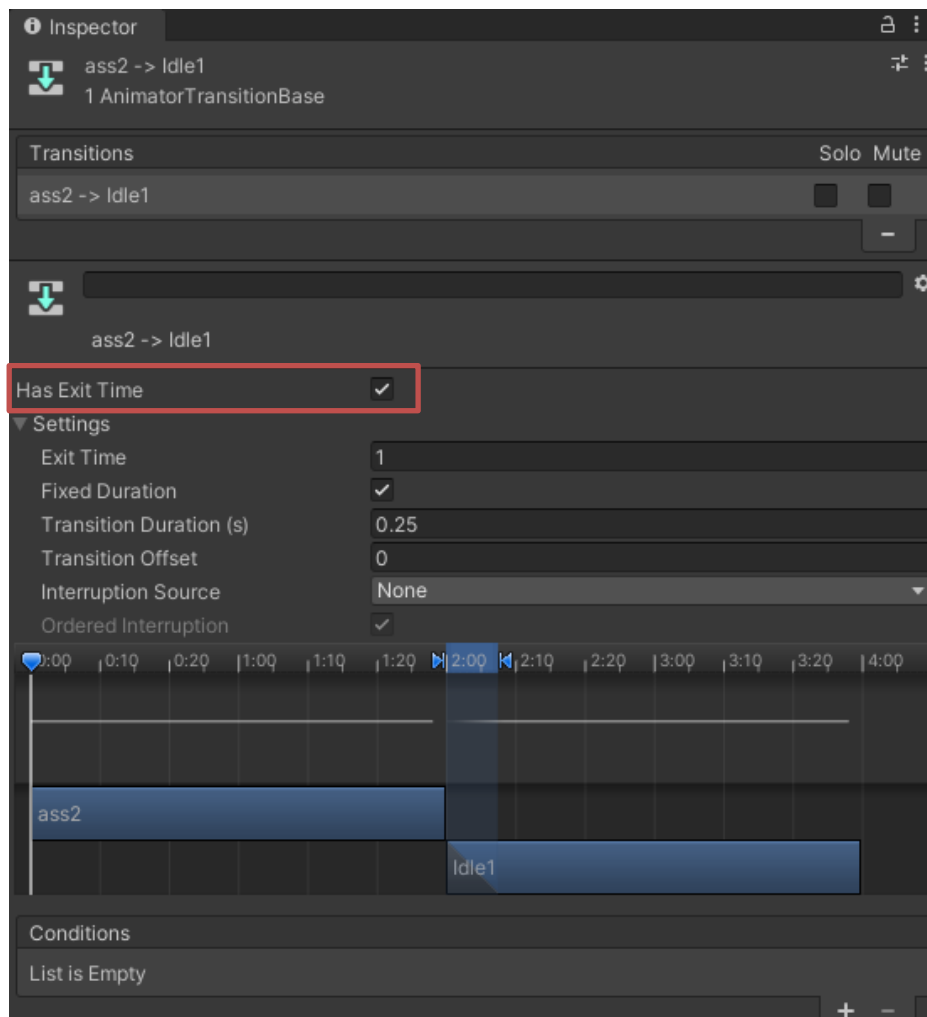 Inspector
ass2 -> Idle1
1 AnimatorTransitionBase
Transitions Solo Mute
ass2 -> Idle1
ass2 -> Idle1
Has Exit Time
Settings
Exit Time 1
Fixed Duration
Transition Duration (s) 0.25
Transition Offset 0
Interruption Source None
Ordered Interruption
0:00 0:10 0:20 1:00 1:10 1:20 2:00 2:10 2:20 3:00 3:10 3:20 4:00
ass2
Idle1
Conditions
List is Empty